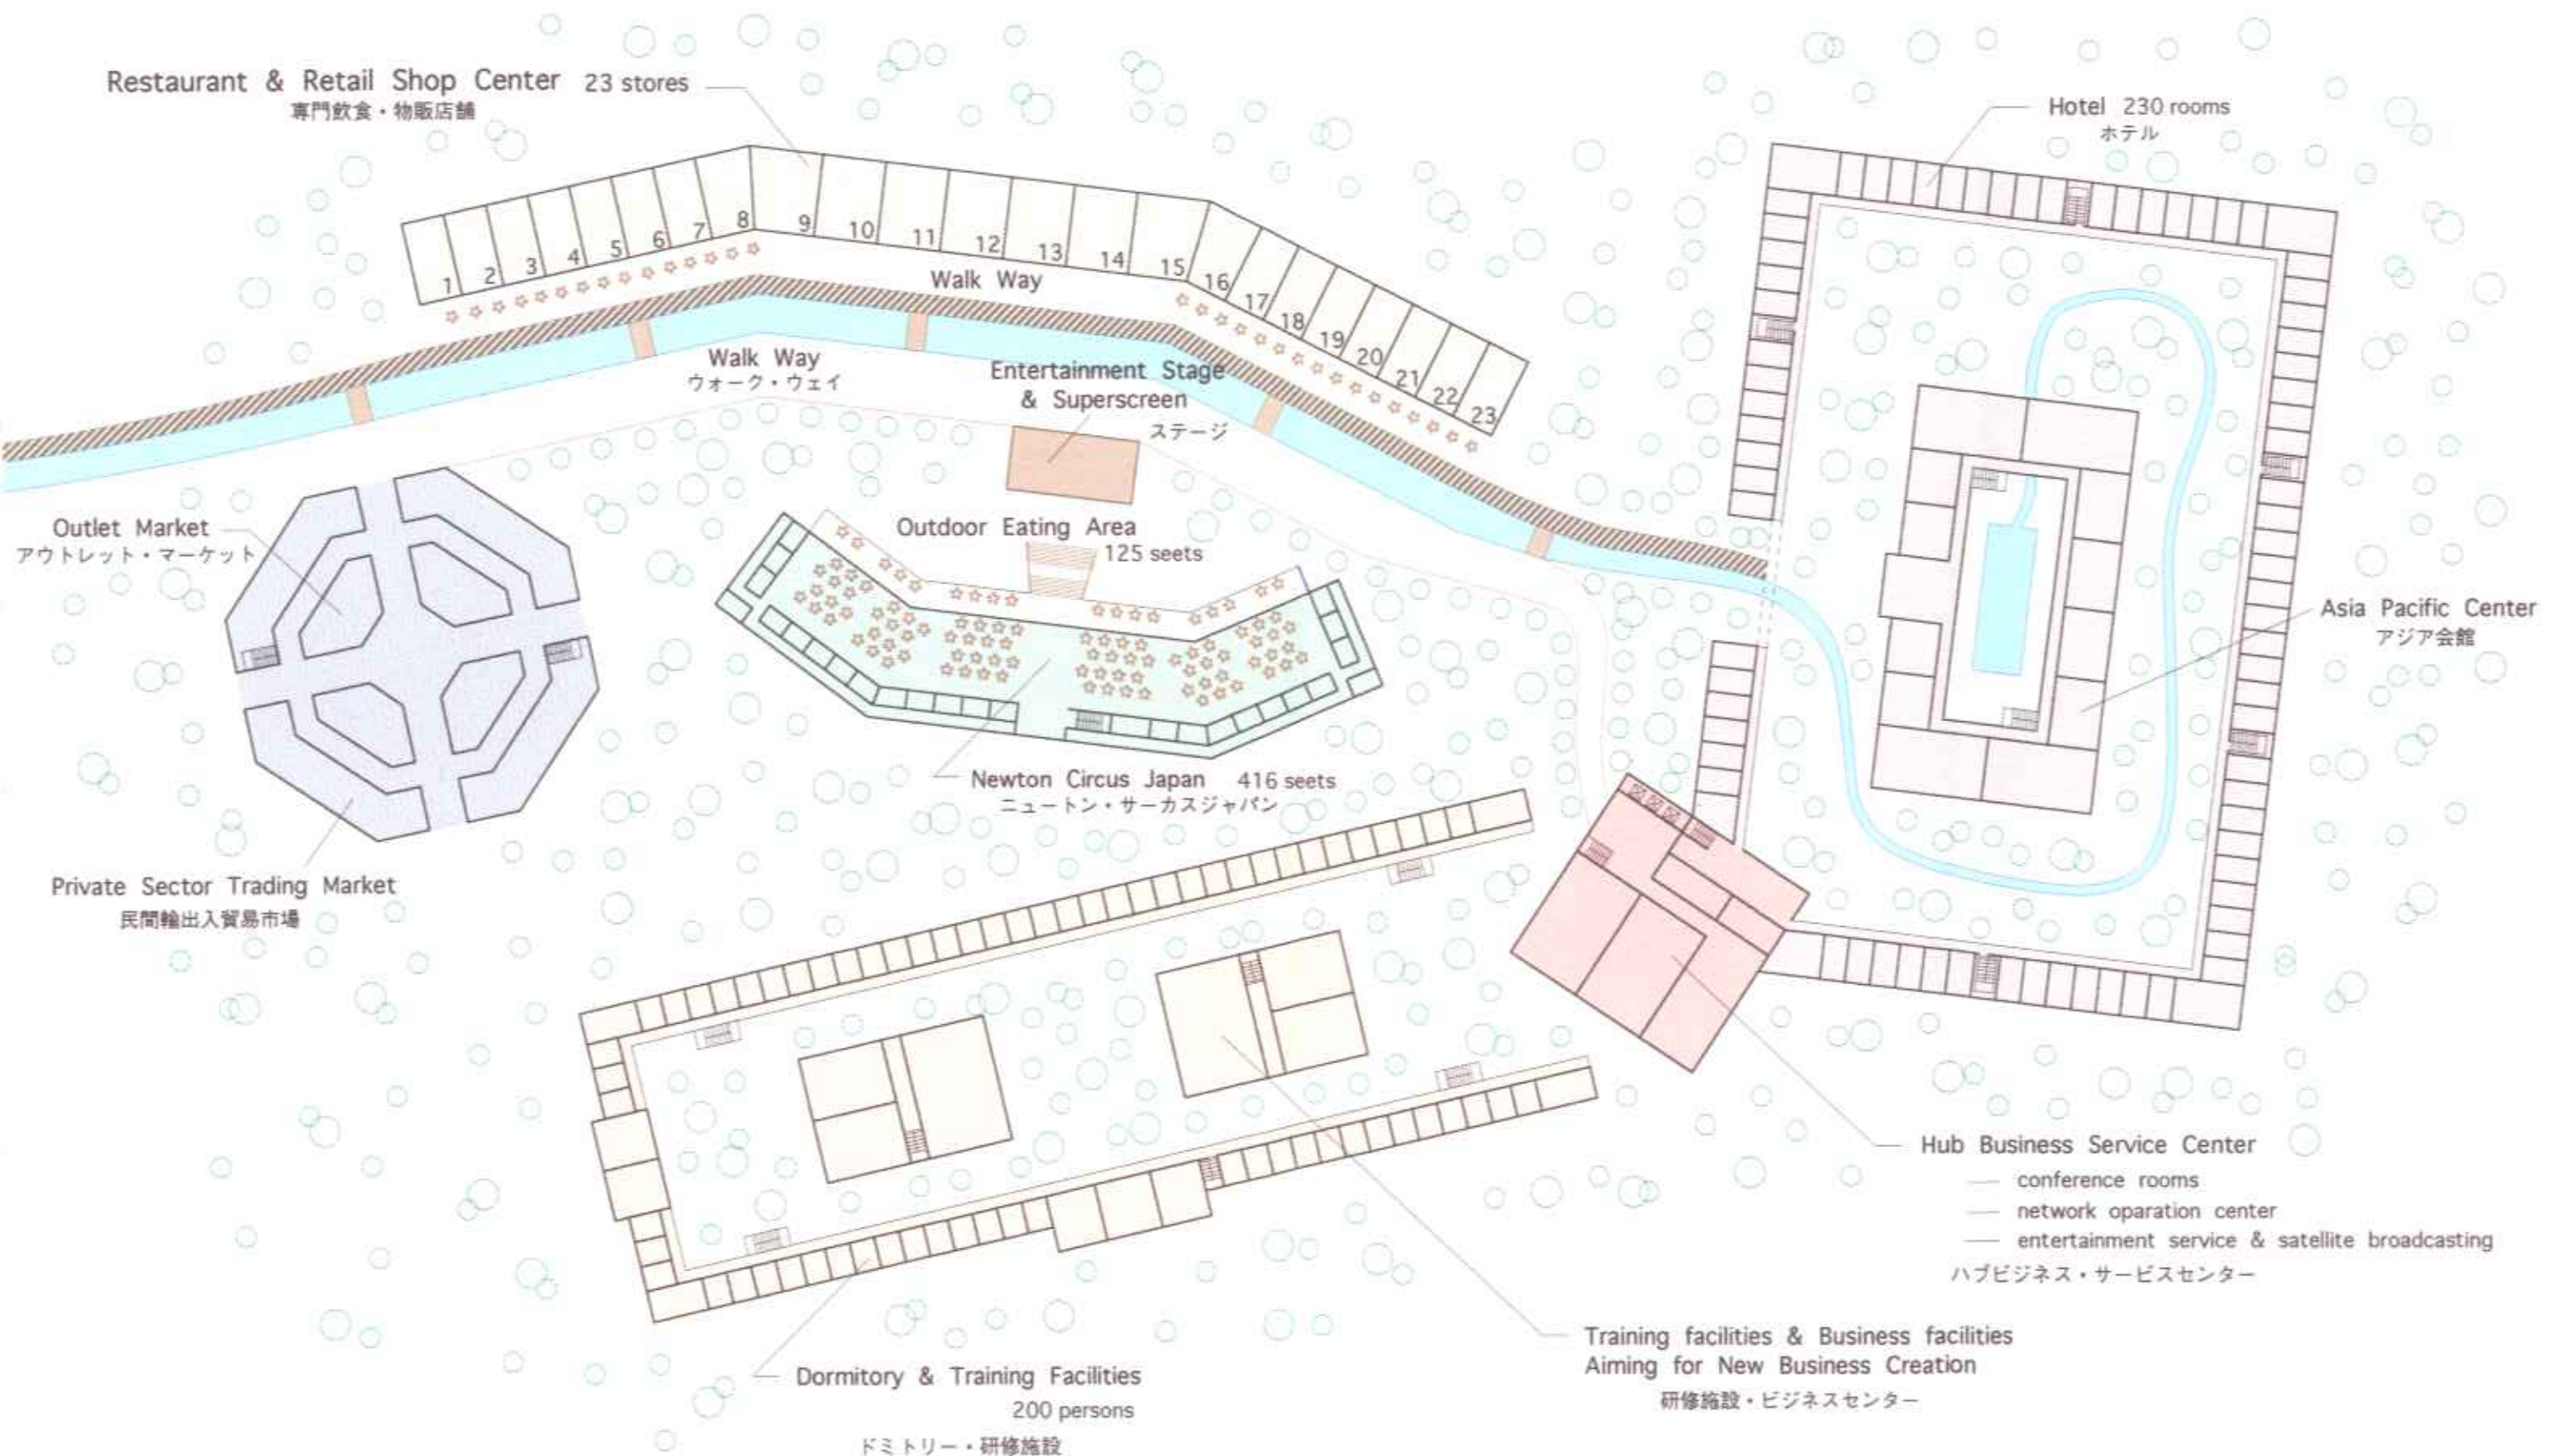 Restaurant & Retail Shop Center 23 stores
専門飲食・物販店舗
Hotel 230 rooms
ホテル
1 2 3 4 5 6 7 8 9 10 11 12 13 14 15 16 17 18 19 20 21 22 23
Walk Way
Walk Way
ウォーク・ウェイ
Entertainment Stage
& Superscreen
ステージ
Outlet Market
アウトレット・マーケット
Outdoor Eating Area
125 seets
Asia Pacific Center
アジア会館
Newton Circus Japan 416 seets
ニュートン・サーカスジャパン
Private Sector Trading Market
民間輸出入貿易市場
Hub Business Service Center
conference rooms
network oparation center
entertainment service & satellite broadcasting
ハブビジネス・サービスセンター
Training facilities & Business facilities
Aiming for New Business Creation
研修施設・ビジネスセンター
Dormitory & Training Facilities
200 persons
ドミトリー・研修施設